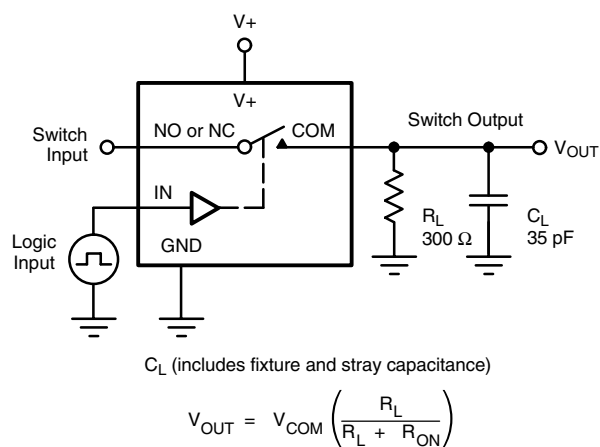 V+
V+
Switch Input
NO or NC
COM
Switch Output
V_OUT
IN
Logic Input
GND
R_L
300 Ω
C_L
35 pF
C_L (includes fixture and stray capacitance)
V_OUT = V_COM ( R_L / R_L + R_ON )